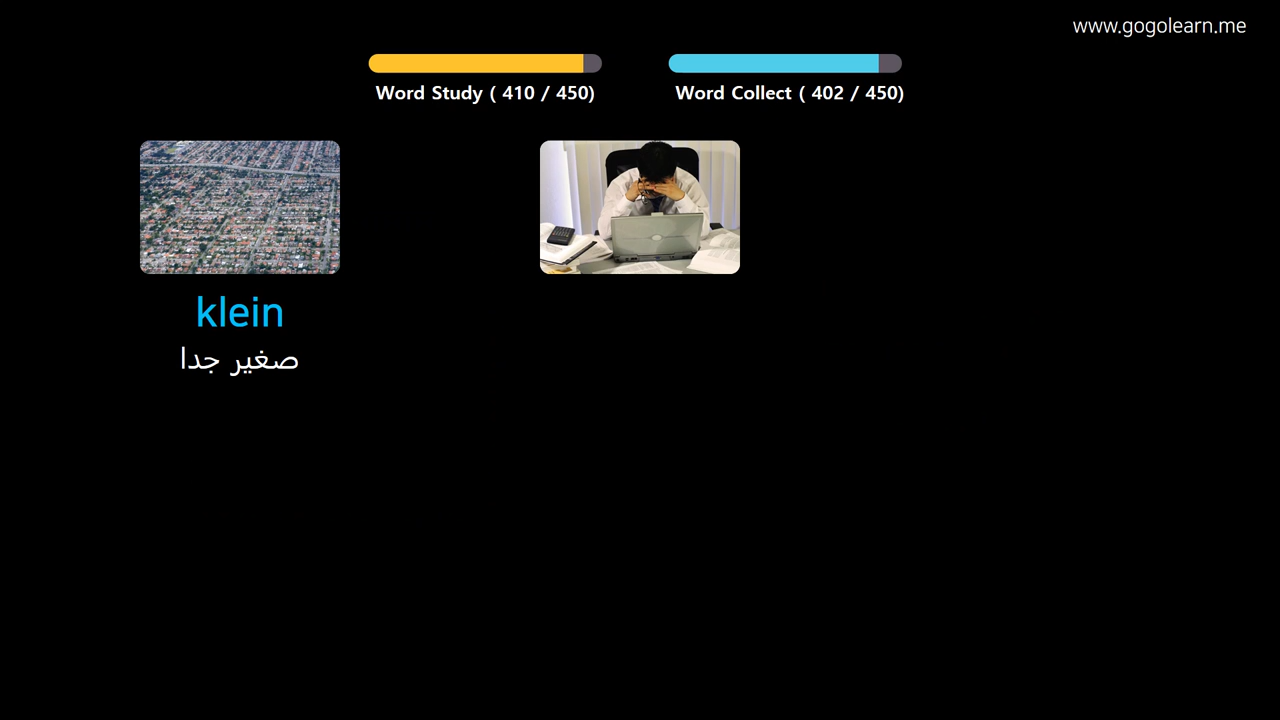 www.gogolearn.me
Word Study ( 410 / 450)
Word Collect ( 402 / 450)
klein
صغير جدا